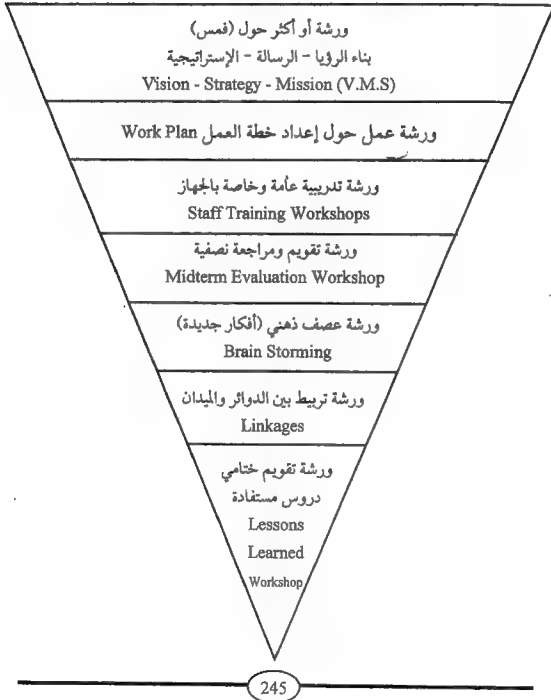 ورشة أو أكثر حول (فمس)
بناء الرؤيا - الرسالة - الإستراتيجية
Vision - Strategy - Mission (V.M.S)
ورشة عمل حول إعداد خطة العمل Work Plan
ورشة تدريبية عامة وخاصة بالجهاز
Staff Training Workshops
ورشة تقويم ومراجعة نصفية
Midterm Evaluation Workshop
ورشة عصف ذهني (أفكار جديدة)
Brain Storming
ورشة تربيط بين الدوائر والميدان
Linkages
ورشة تقويم ختامي
دروس مستفادة
Lessons
Learned
Workshop
245